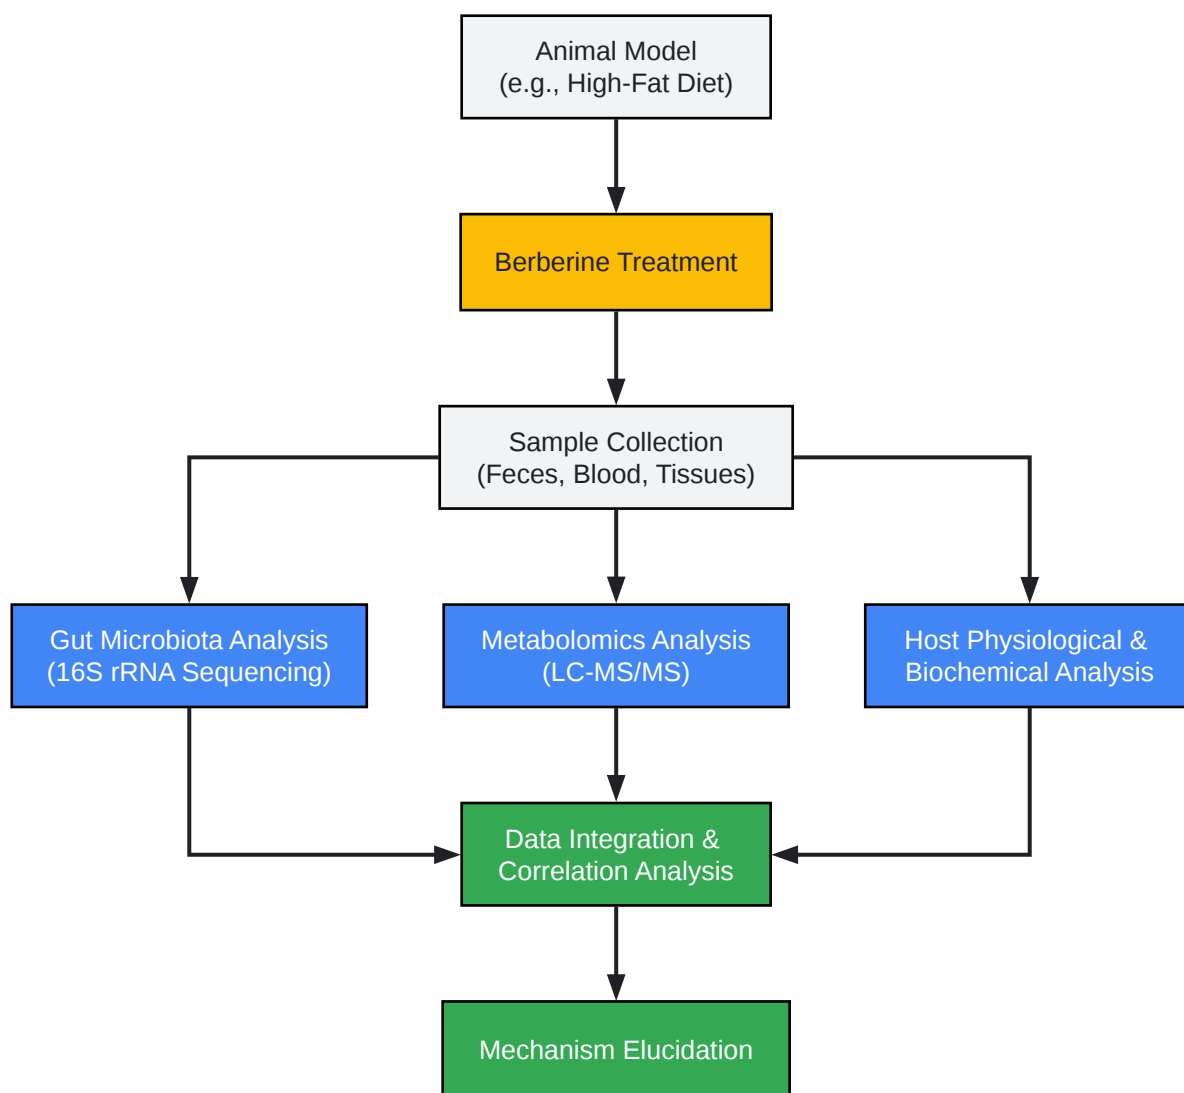 Animal Model
(e.g., High-Fat Diet)
Berberine Treatment
Sample Collection
(Feces, Blood, Tissues)
Gut Microbiota Analysis
(16S rRNA Sequencing)
Metabolomics Analysis
(LC-MS/MS)
Host Physiological &
Biochemical Analysis
Data Integration &
Correlation Analysis
Mechanism Elucidation